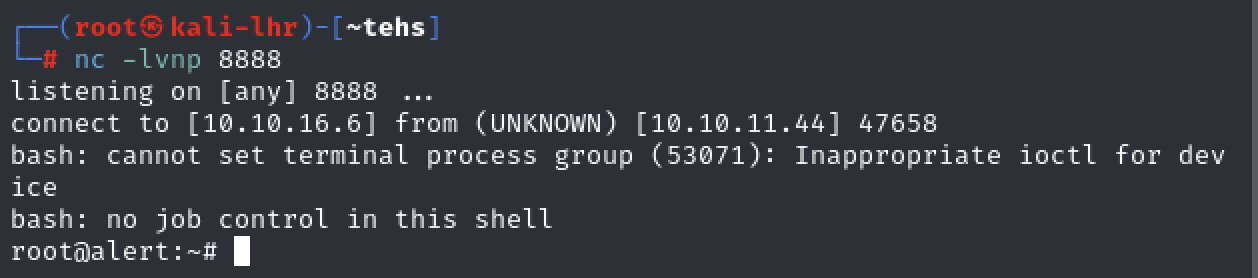 ┌──(root㉿kali-lhr)-[~tehs]
└─# nc -lvnp 8888
listening on [any] 8888 ...
connect to [10.10.16.6] from (UNKNOWN) [10.10.11.44] 47658
bash: cannot set terminal process group (53071): Inappropriate ioctl for dev
ice
bash: no job control in this shell
root@alert:~#